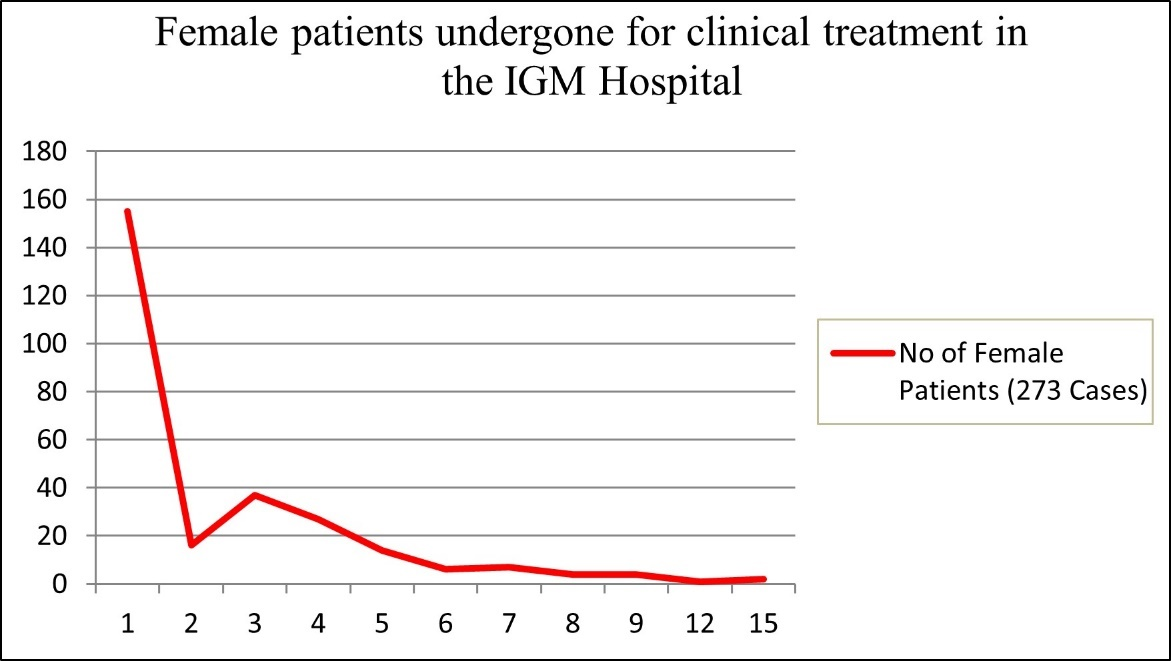 Female patients undergone for clinical treatment in
the IGM Hospital
180
160
140
120
100
80
60
40
20
0
1 2 3 4 5 6 7 8 9 12 15
No of Female
Patients (273 Cases)